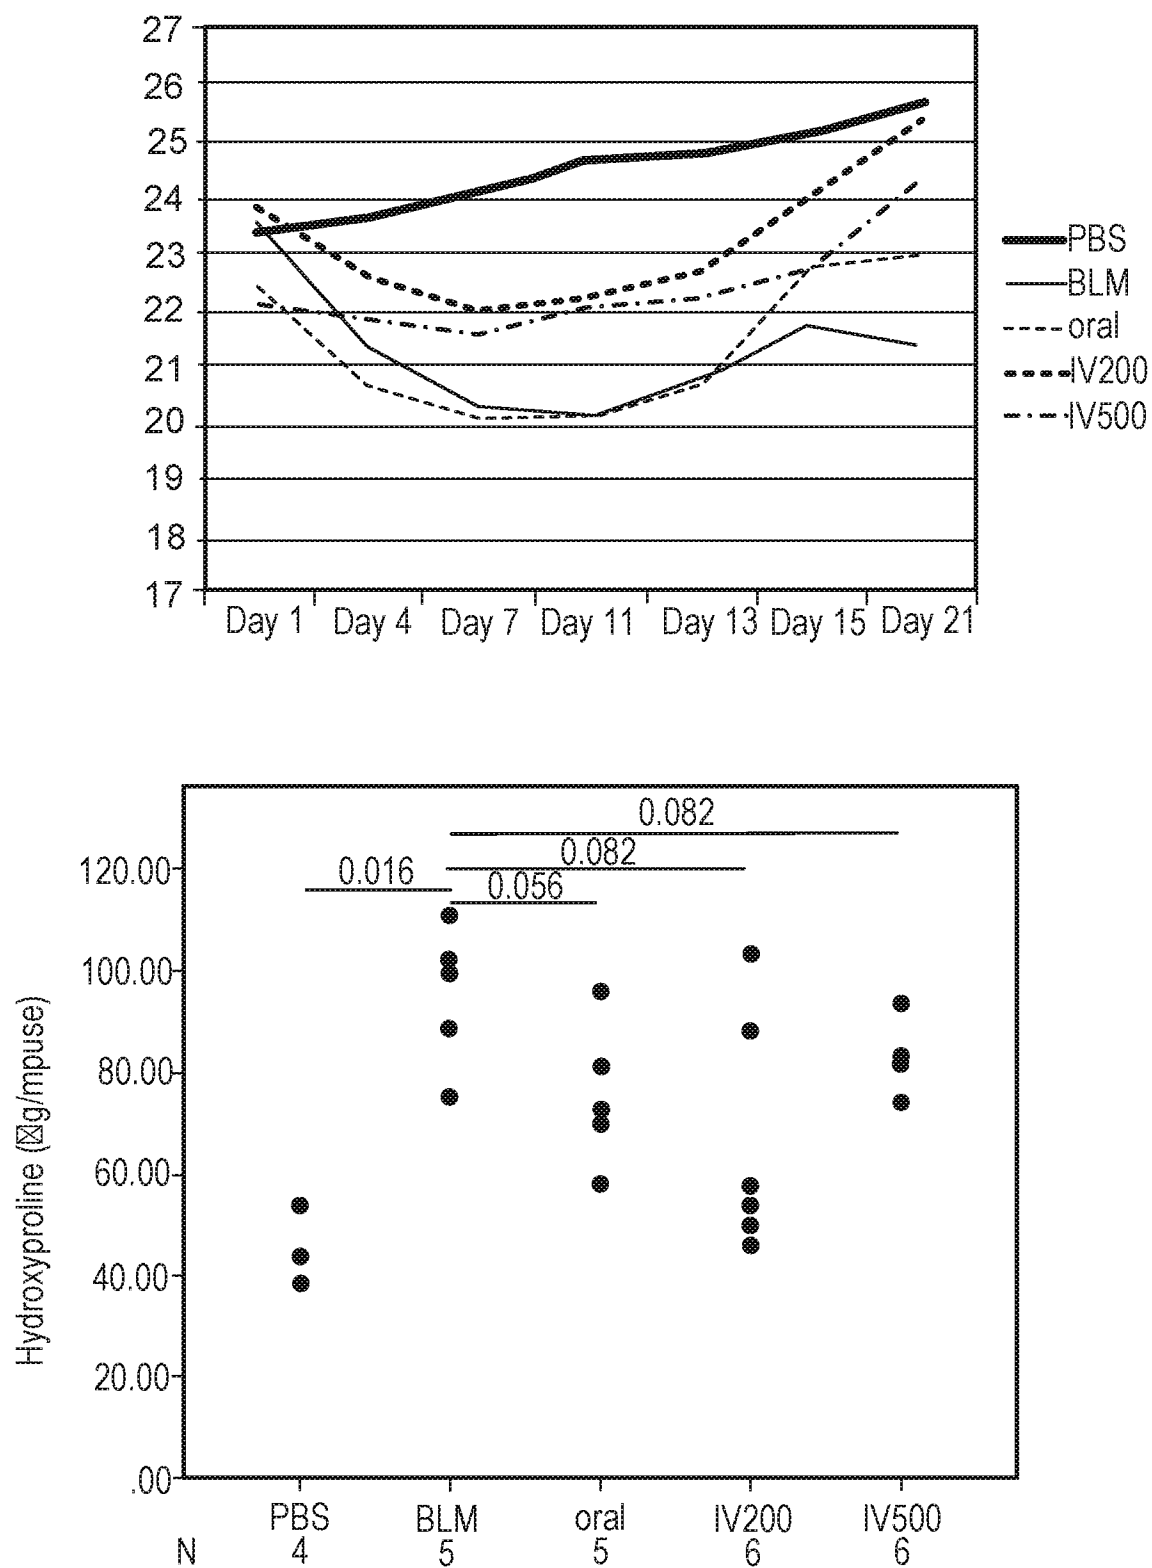 27
26
25
24
23
22
21
20
19
18
17
Day 1 Day 4 Day 7 Day 11 Day 13 Day 15 Day 21
PBS
BLM
oral
IV200
IV500
0.082
0.082
0.016
0.056
120.00
100.00
80.00
60.00
40.00
20.00
.00
Hydroxyproline (☒g/mpuse)
PBS BLM oral IV200 IV500
N 4 5 5 6 6